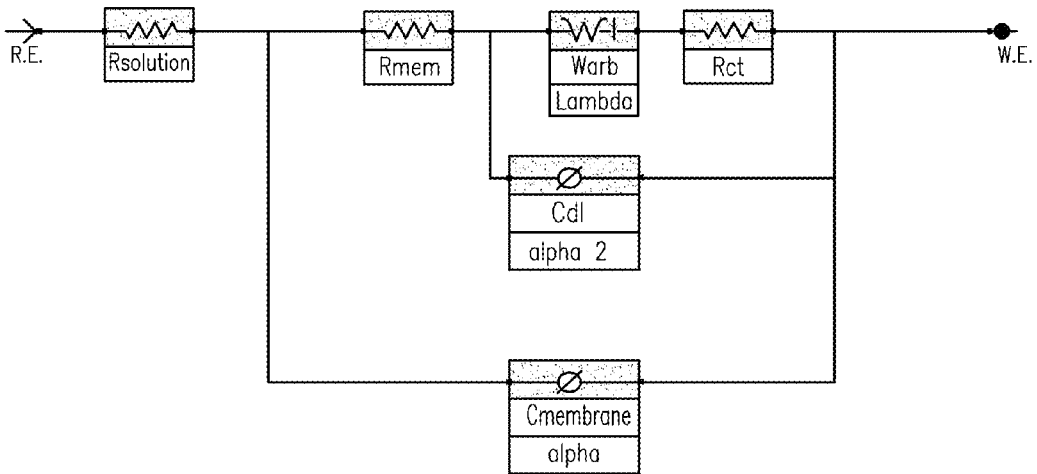 R.E.
Rsolution
Rmem
Warb
Lambda
Rct
W.E.
Cdl
alpha 2
Cmembrane
alpha